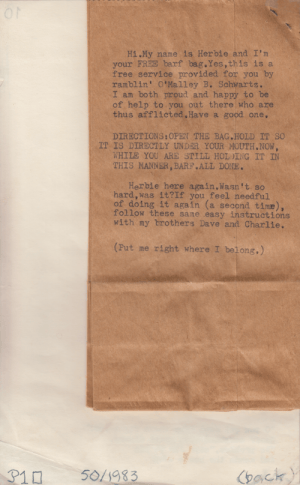 01
Hi.My name is Herbie and I'm
your FREE barf bag.Yes,this is a
free service provided for you by
ramblin' O'Malley B. Schwartz.
I am both proud and happy to be
of help to you out there who are
thus afflicted.Have a good one.
DIRECTIONS:OPEN THE BAG.HOLD IT SO
IT IS DIRECTLY UNDER YOUR MOUTH.NOW,
WHILE YOU ARE STILL HOLDING IT IN
THIS MANNER,BARF.ALL DONE.
Herbie here again.Wasn't so
hard,was it?If you feel needful
of doing it again (a second time),
follow these same easy instructions
with my brothers Dave and Charlie.
(Put me right where I belong.)
P1□ 50/1983 (back)